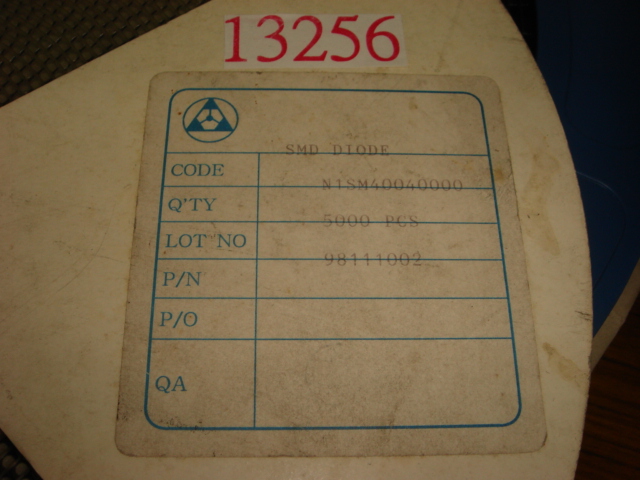 13256
SMD DIODE
CODE N1SM40040000
Q'TY 5000 PCS
LOT NO 98111002
P/N
P/O
QA